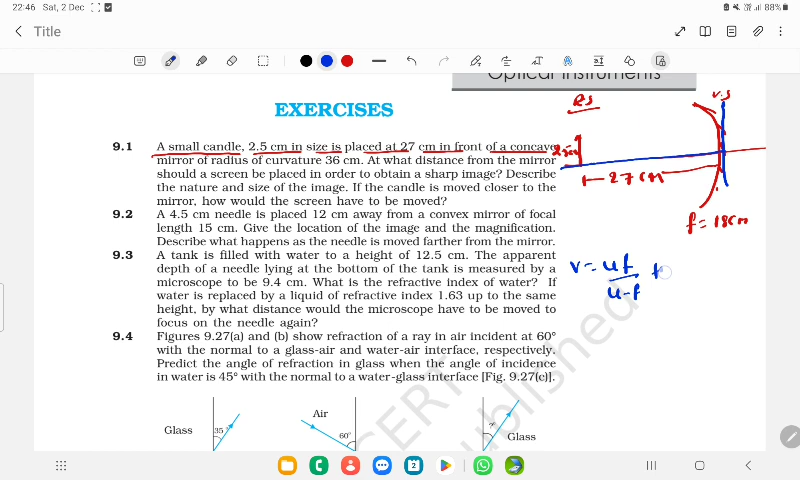 22:46 Sat, 2 Dec
88%
Title
Optical Instruments
EXERCISES
9.1 A small candle, 2.5 cm in size is placed at 27 cm in front of a concave
mirror of radius of curvature 36 cm. At what distance from the mirror
should a screen be placed in order to obtain a sharp image? Describe
the nature and size of the image. If the candle is moved closer to the
mirror, how would the screen have to be moved?
9.2 A 4.5 cm needle is placed 12 cm away from a convex mirror of focal
length 15 cm. Give the location of the image and the magnification.
Describe what happens as the needle is moved farther from the mirror.
9.3 A tank is filled with water to a height of 12.5 cm. The apparent
depth of a needle lying at the bottom of the tank is measured by a
microscope to be 9.4 cm. What is the refractive index of water? If
water is replaced by a liquid of refractive index 1.63 up to the same
height, by what distance would the microscope have to be moved to
focus on the needle again?
9.4 Figures 9.27(a) and (b) show refraction of a ray in air incident at 60°
with the normal to a glass-air and water-air interface, respectively.
Predict the angle of refraction in glass when the angle of incidence
in water is 45° with the normal to a water-glass interface [Fig. 9.27(c)].
R.S
V.S
27 cm
f = 18cm
v = uf
u-f
Glass
35°
Air
60°
Glass